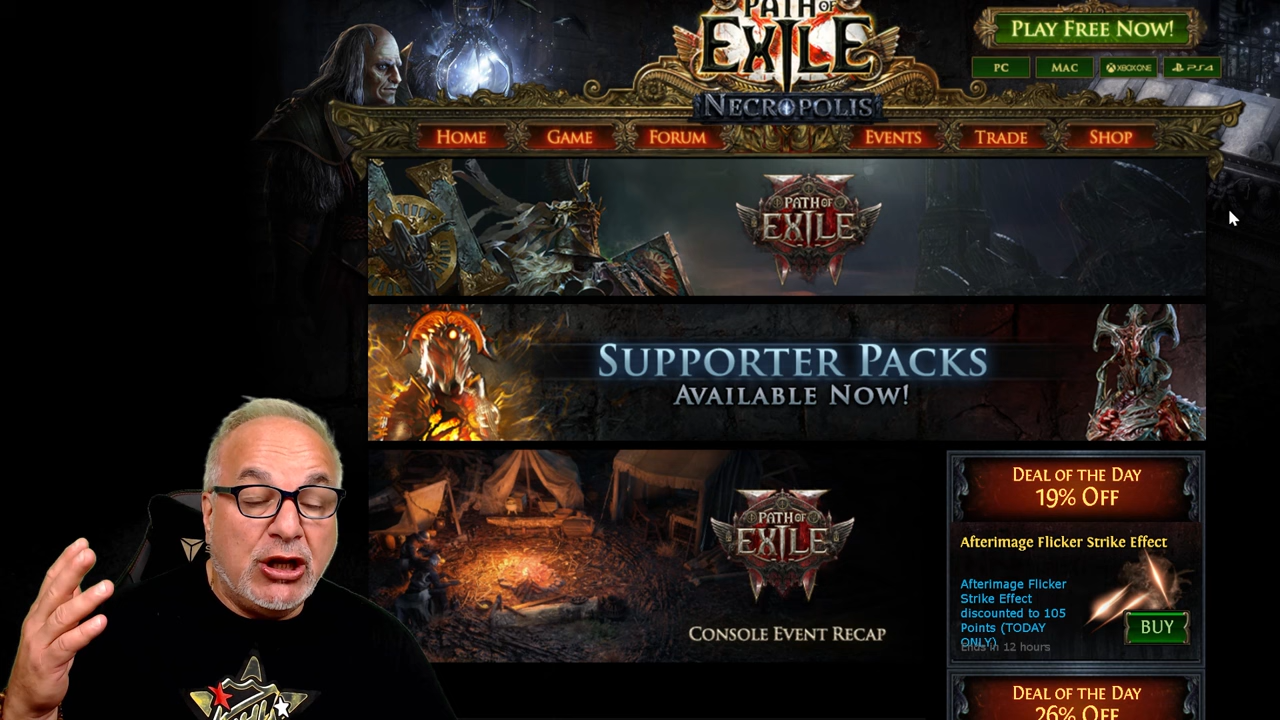 PATH OF
EXILE
NECROPOLIS
PLAY FREE NOW!
PC
MAC
XBOX ONE
PS4
HOME
GAME
FORUM
EVENTS
TRADE
SHOP
PATH OF
EXILE
SUPPORTER PACKS
AVAILABLE NOW!
PATH OF
EXILE
CONSOLE EVENT RECAP
DEAL OF THE DAY
19% OFF
Afterimage Flicker Strike Effect
Afterimage Flicker
Strike Effect
discounted to 105
Points (TODAY
ONLY)
Ends in 12 hours
BUY
DEAL OF THE DAY
26% OFF